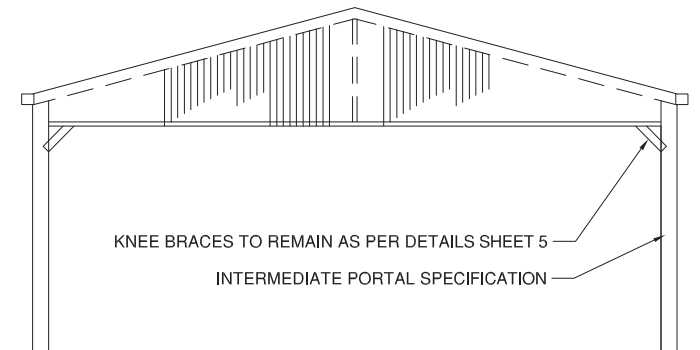 KNEE BRACES TO REMAIN AS PER DETAILS SHEET 5
INTERMEDIATE PORTAL SPECIFICATION